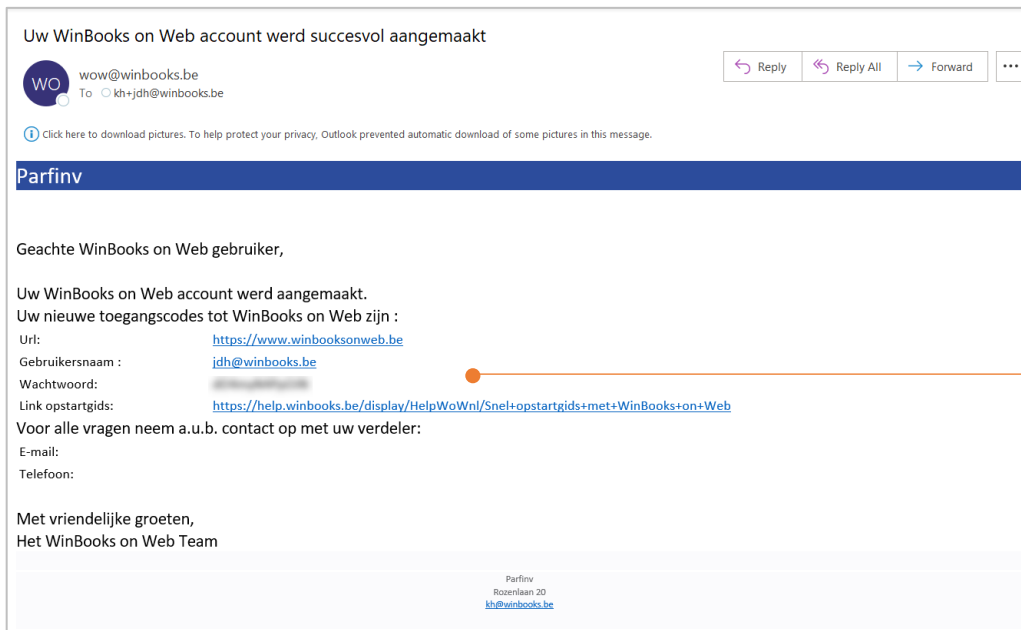 Uw WinBooks on Web account werd succesvol aangemaakt
WO
wow@winbooks.be
To kh+jdh@winbooks.be
Reply
Reply All
Forward
Click here to download pictures. To help protect your privacy, Outlook prevented automatic download of some pictures in this message.
Parfinv
Geachte WinBooks on Web gebruiker,
Uw WinBooks on Web account werd aangemaakt.
Uw nieuwe toegangscodes tot WinBooks on Web zijn :
Url: https://www.winbooksonweb.be
Gebruikersnaam : jdh@winbooks.be
Wachtwoord:
Link opstartgids: https://help.winbooks.be/display/HelpWoWnl/Snel+opstartgids+met+WinBooks+on+Web
Voor alle vragen neem a.u.b. contact op met uw verdeler:
E-mail:
Telefoon:
Met vriendelijke groeten,
Het WinBooks on Web Team
Parfinv
Rozenlaan 20
kh@winbooks.be